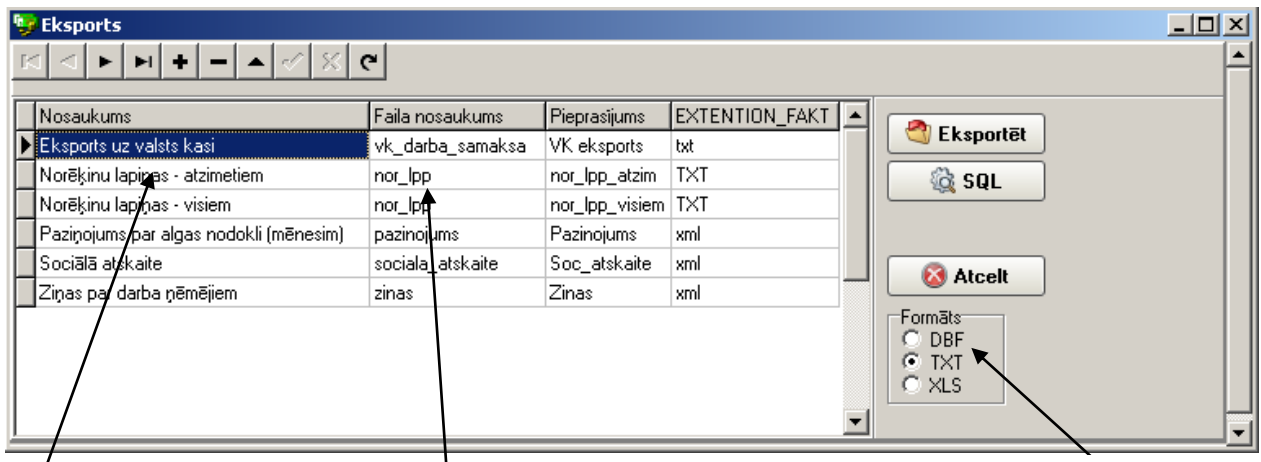 Eksports
Nosaukums Faila nosaukums Pieprasījums EXTENTION_FAKT
Eksports uz valsts kasi vk_darba_samaksa VK eksports txt
Norēķinu lapiņas - atzimetiem nor_lpp nor_lpp_atzim TXT
Norēķinu lapiņas - visiem nor_lpp nor_lpp_visiem TXT
Paziņojums par algas nodokli (mēnesim) pazinojums Pazinojums xml
Sociālā atskaite sociala_atskaite Soc_atskaite xml
Ziņas par darba ņēmējiem zinas Zinas xml
Eksportēt
SQL
Atcelt
Formāts
DBF
TXT
XLS